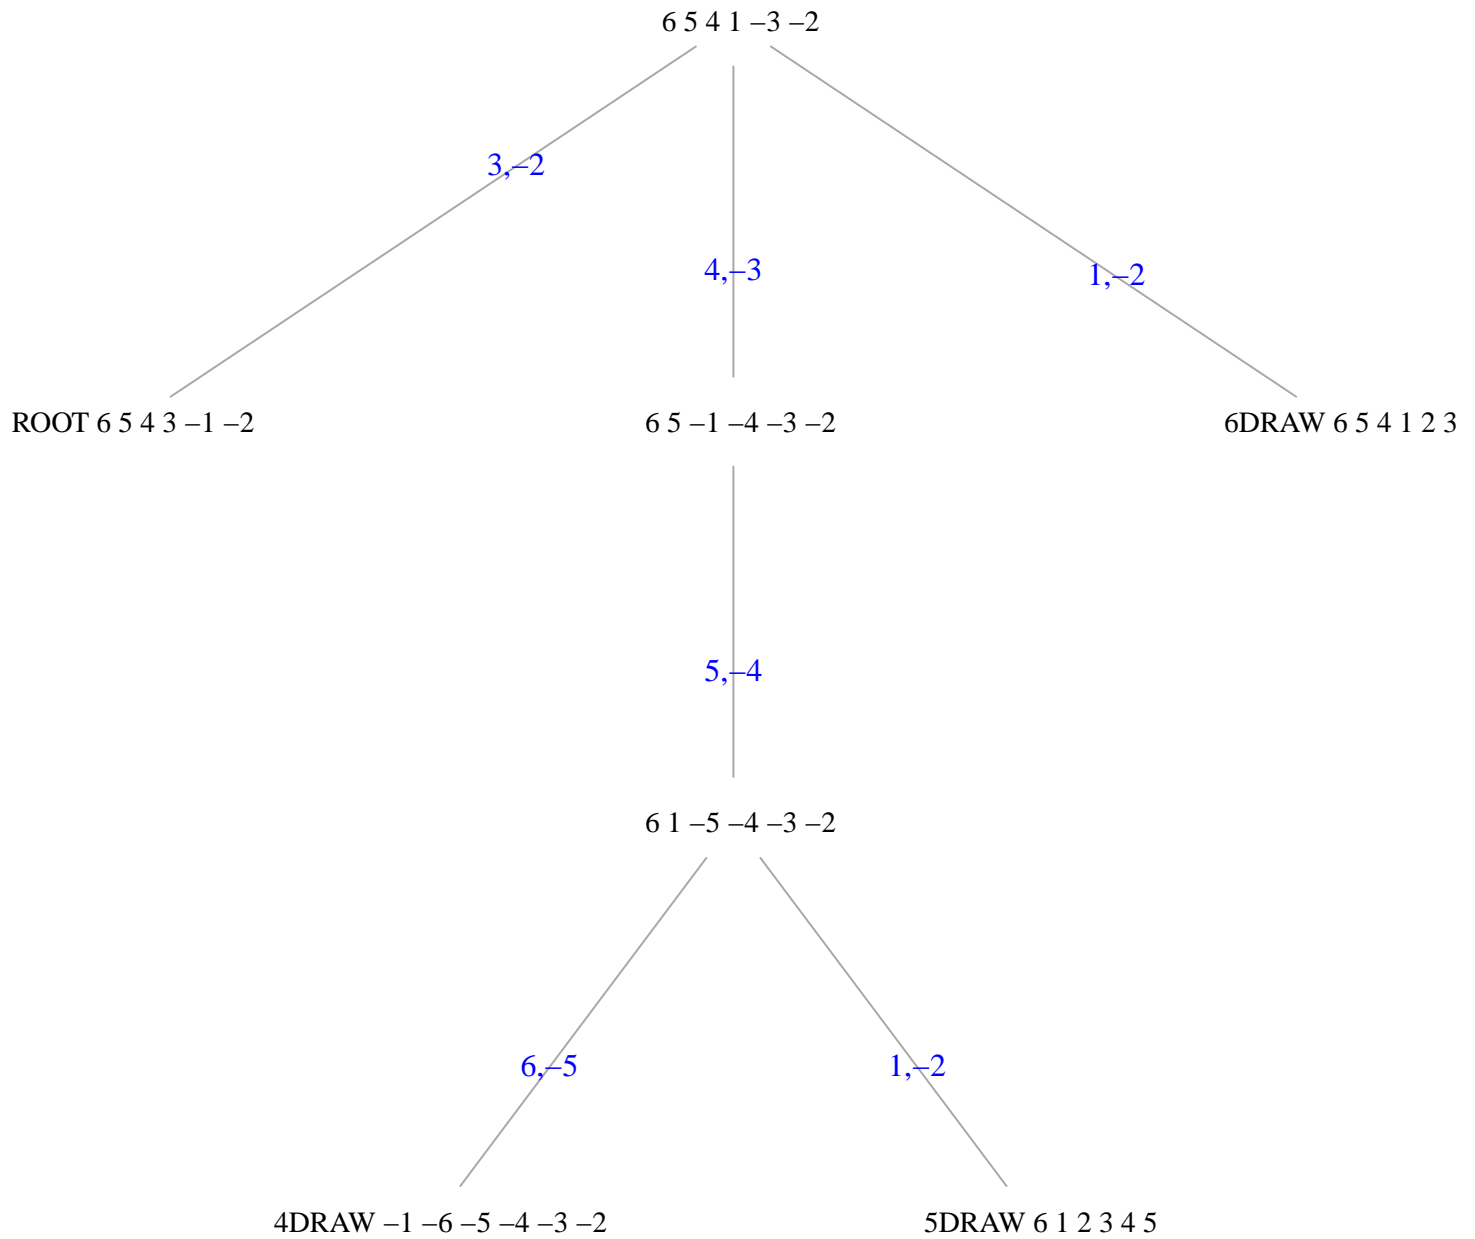 6 5 4 1 –3 –2
3,–2
4,–3
1,–2
ROOT 6 5 4 3 –1 –2
6 5 –1 –4 –3 –2
6DRAW 6 5 4 1 2 3
5,–4
6 1 –5 –4 –3 –2
6,–5
1,–2
4DRAW –1 –6 –5 –4 –3 –2
5DRAW 6 1 2 3 4 5